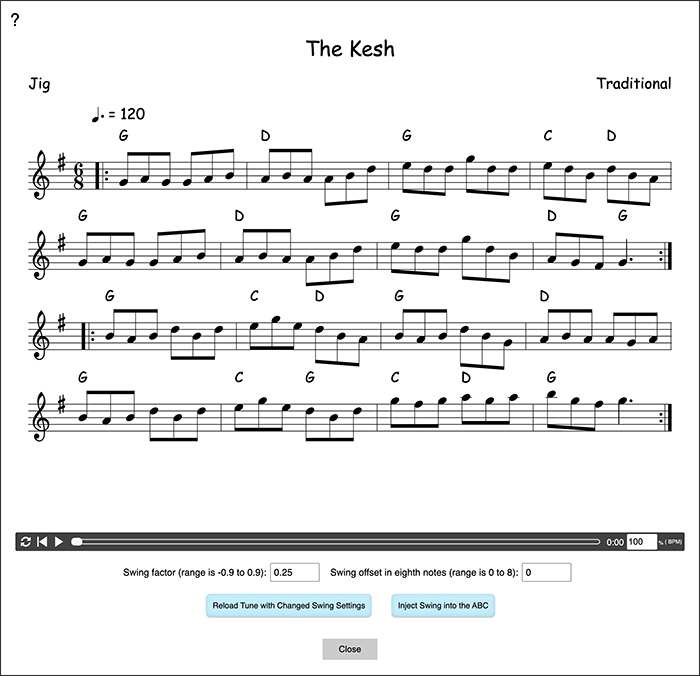 ?
The Kesh
Jig Traditional
= 120
G D G C D
6
8
G D G D G
G C D G D
G C G C D G
0:00 100 % ( BPM)
Swing factor (range is -0.9 to 0.9): 0.25 Swing offset in eighth notes (range is 0 to 8): 0
Reload Tune with Changed Swing Settings Inject Swing into the ABC
Close